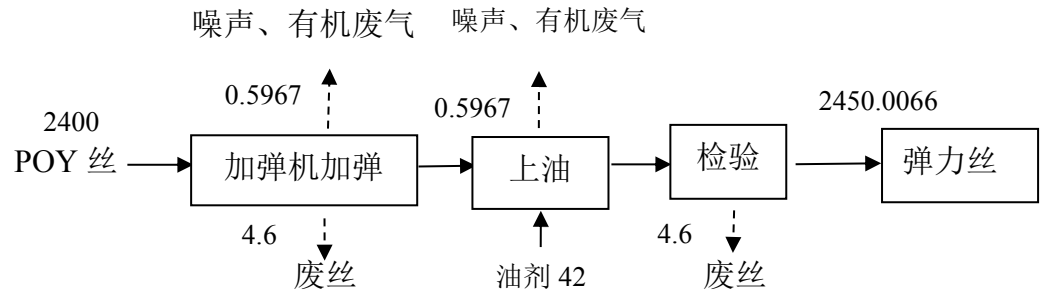 噪声、有机废气
噪声、有机废气
0.5967
0.5967
2450.0066
2400
POY 丝
加弹机加弹
上油
检验
弹力丝
4.6
废丝
油剂 42
4.6
废丝